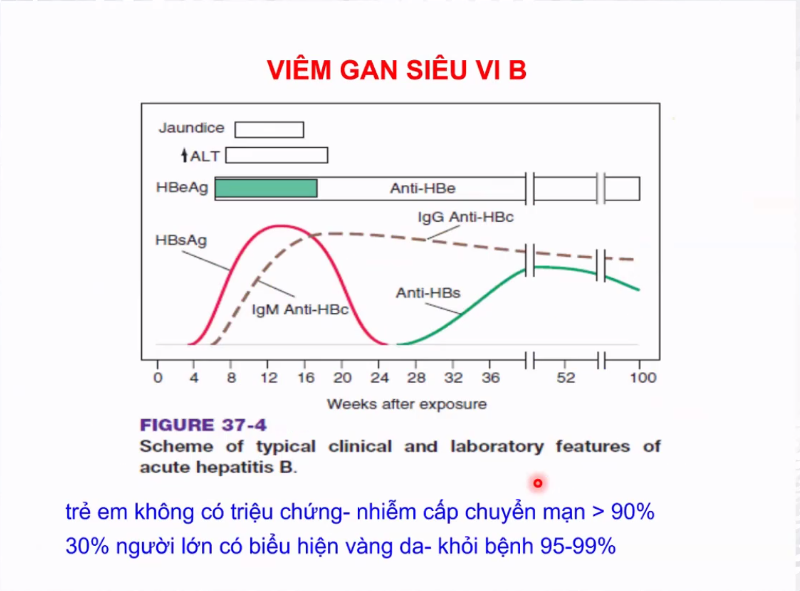 VIÊM GAN SIÊU VI B
Jaundice
ALT
HBeAg
Anti-HBe
IgG Anti-HBc
HBsAg
Anti-HBs
IgM Anti-HBc
0 4 8 12 16 20 24 28 32 36 52 100
Weeks after exposure
FIGURE 37-4
Scheme of typical clinical and laboratory features of
acute hepatitis B.
trẻ em không có triệu chứng- nhiễm cấp chuyển mạn > 90%
30% người lớn có biểu hiện vàng da- khỏi bệnh 95-99%